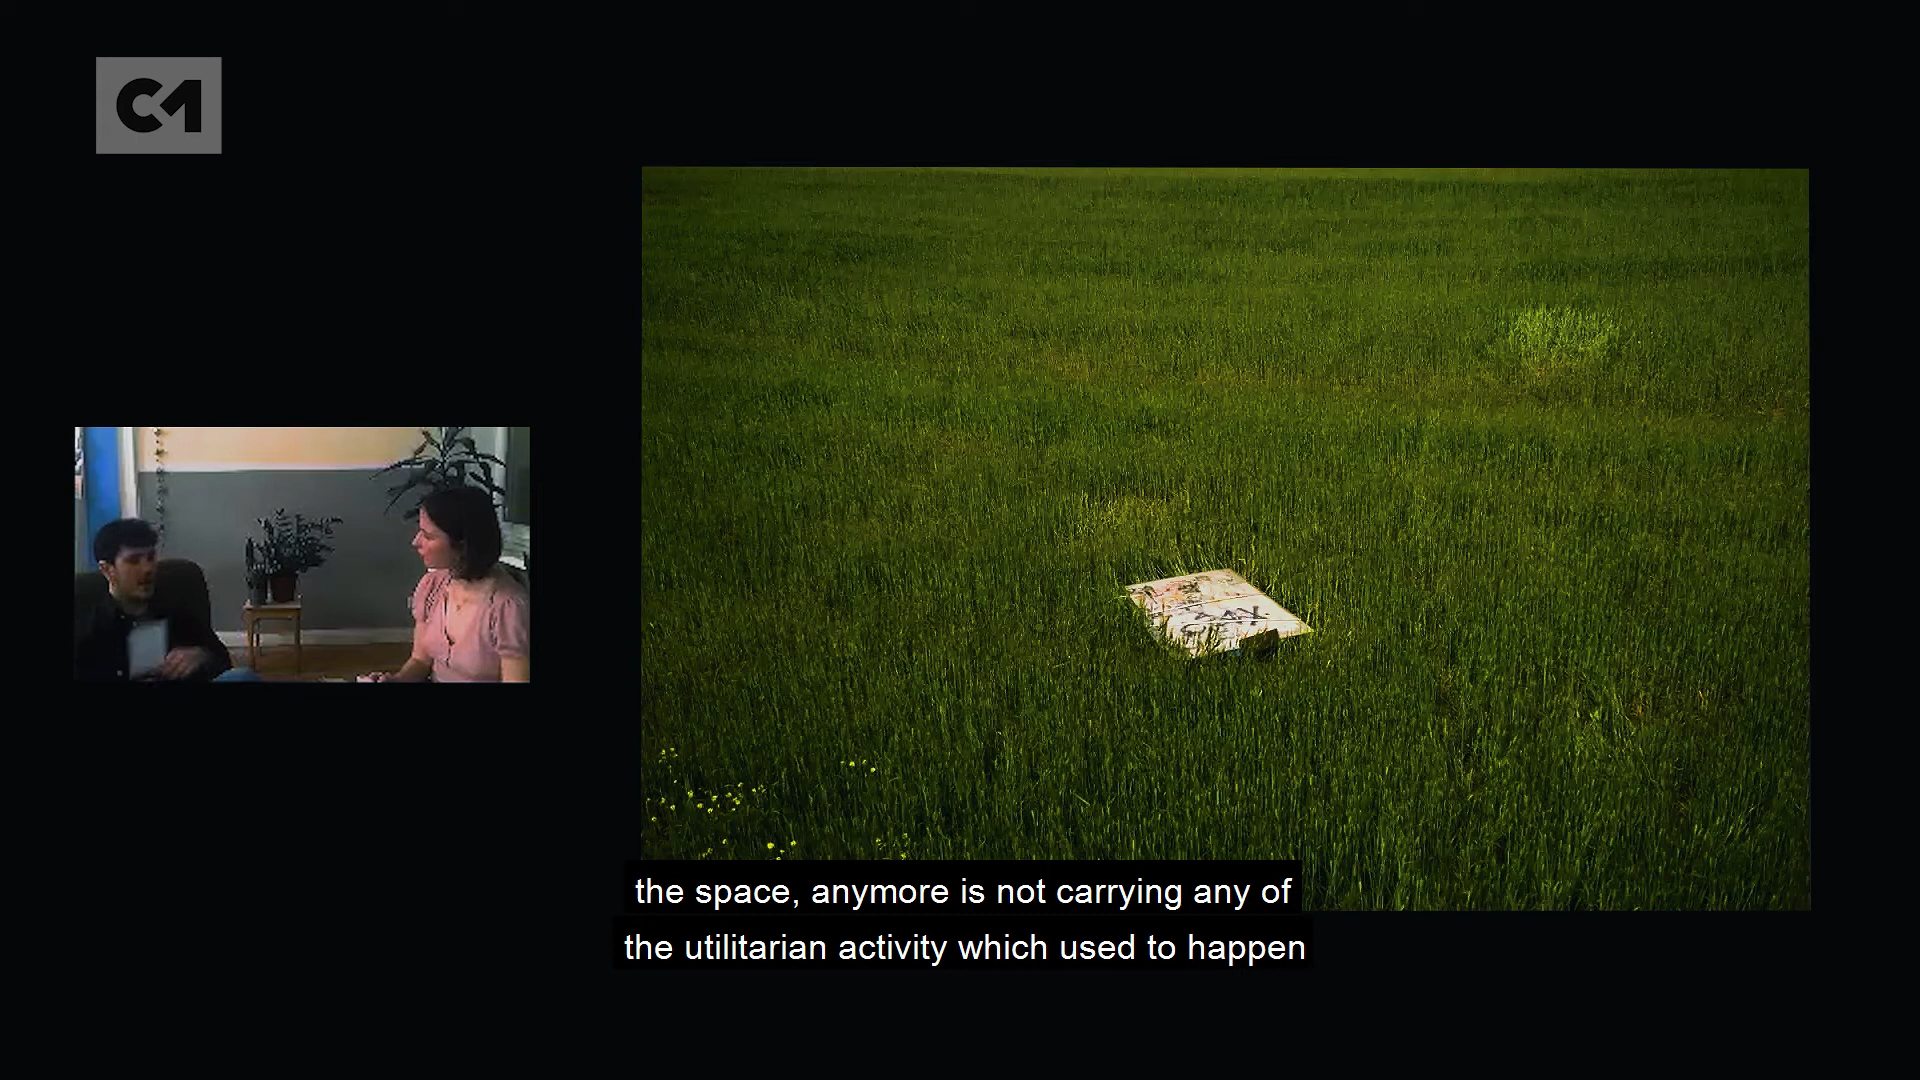 C1
the space, anymore is not carrying any of
the utilitarian activity which used to happen